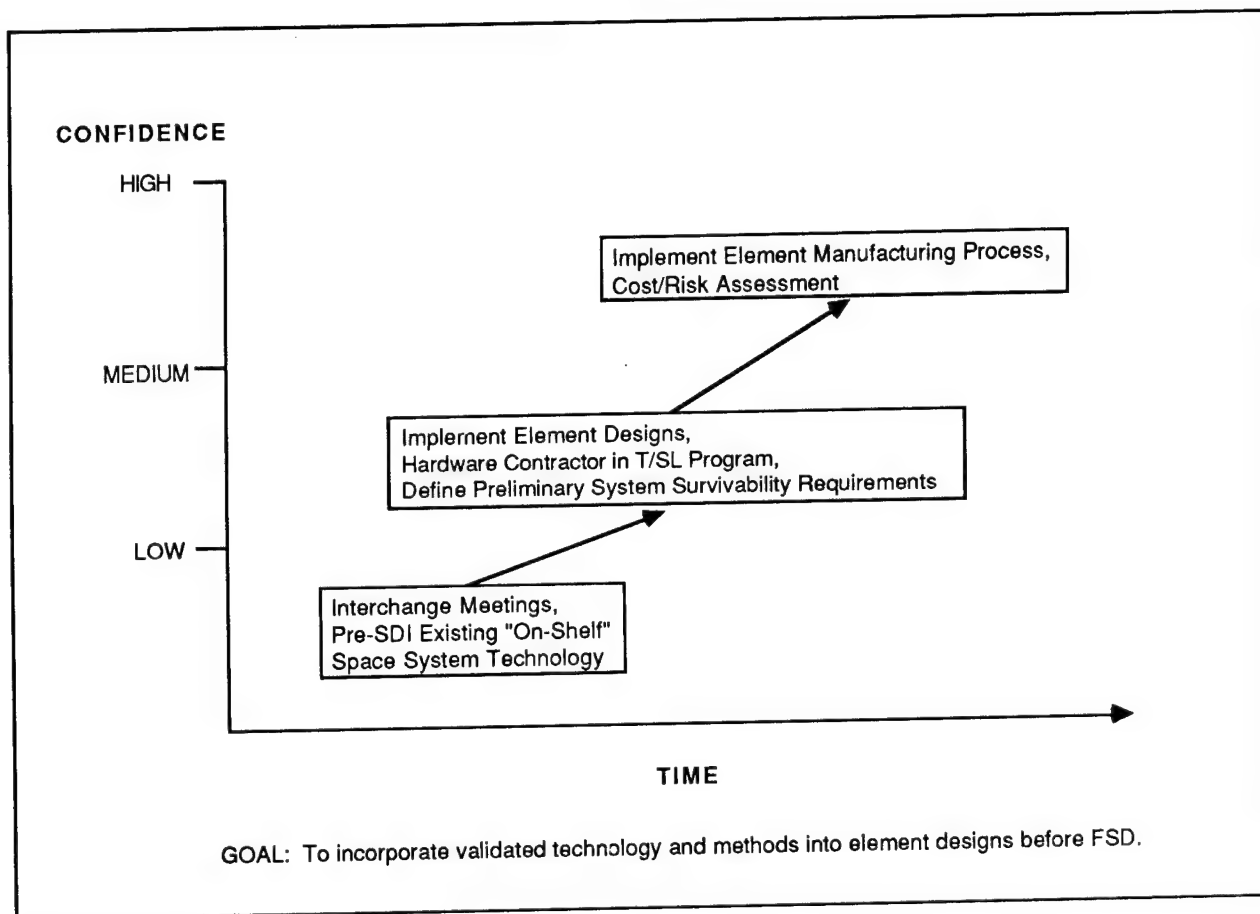 CONFIDENCE
HIGH
Implement Element Manufacturing Process,
Cost/Risk Assessment
MEDIUM
Implement Element Designs,
Hardware Contractor in T/SL Program,
Define Preliminary System Survivability Requirements
LOW
Interchange Meetings,
Pre-SDI Existing "On-Shelf"
Space System Technology
TIME
GOAL: To incorporate validated technology and methods into element designs before FSD.